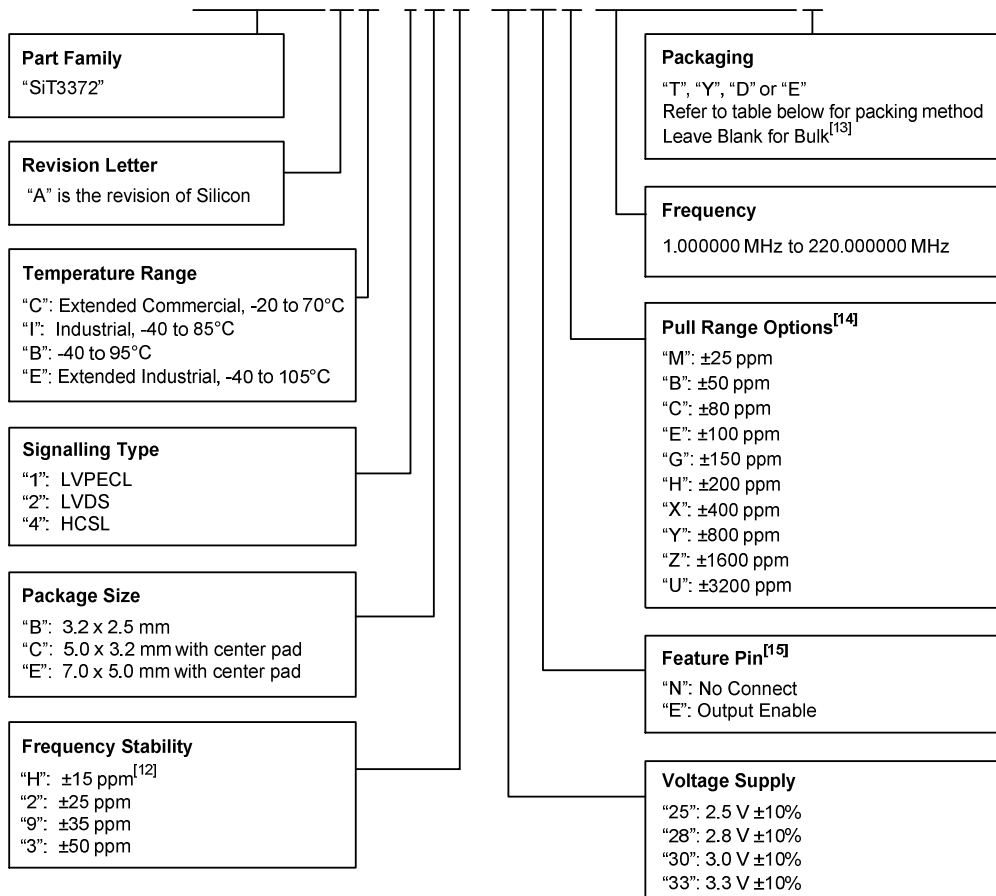 Part Family
“SiT3372”
Revision Letter
“A” is the revision of Silicon
Temperature Range
“C”: Extended Commercial, -20 to 70°C
“I”: Industrial, -40 to 85°C
“B”: -40 to 95°C
“E”: Extended Industrial, -40 to 105°C
Signalling Type
“1”: LVPECL
“2”: LVDS
“4”: HCSL
Package Size
“B”: 3.2 x 2.5 mm
“C”: 5.0 x 3.2 mm with center pad
“E”: 7.0 x 5.0 mm with center pad
Frequency Stability
“H”: ±15 ppm[12]
“2”: ±25 ppm
“9”: ±35 ppm
“3”: ±50 ppm
Packaging
“T”, “Y”, “D” or “E”
Refer to table below for packing method
Leave Blank for Bulk[13]
Frequency
1.000000 MHz to 220.000000 MHz
Pull Range Options[14]
“M”: ±25 ppm
“B”: ±50 ppm
“C”: ±80 ppm
“E”: ±100 ppm
“G”: ±150 ppm
“H”: ±200 ppm
“X”: ±400 ppm
“Y”: ±800 ppm
“Z”: ±1600 ppm
“U”: ±3200 ppm
Feature Pin[15]
“N”: No Connect
“E”: Output Enable
Voltage Supply
“25”: 2.5 V ±10%
“28”: 2.8 V ±10%
“30”: 3.0 V ±10%
“33”: 3.3 V ±10%